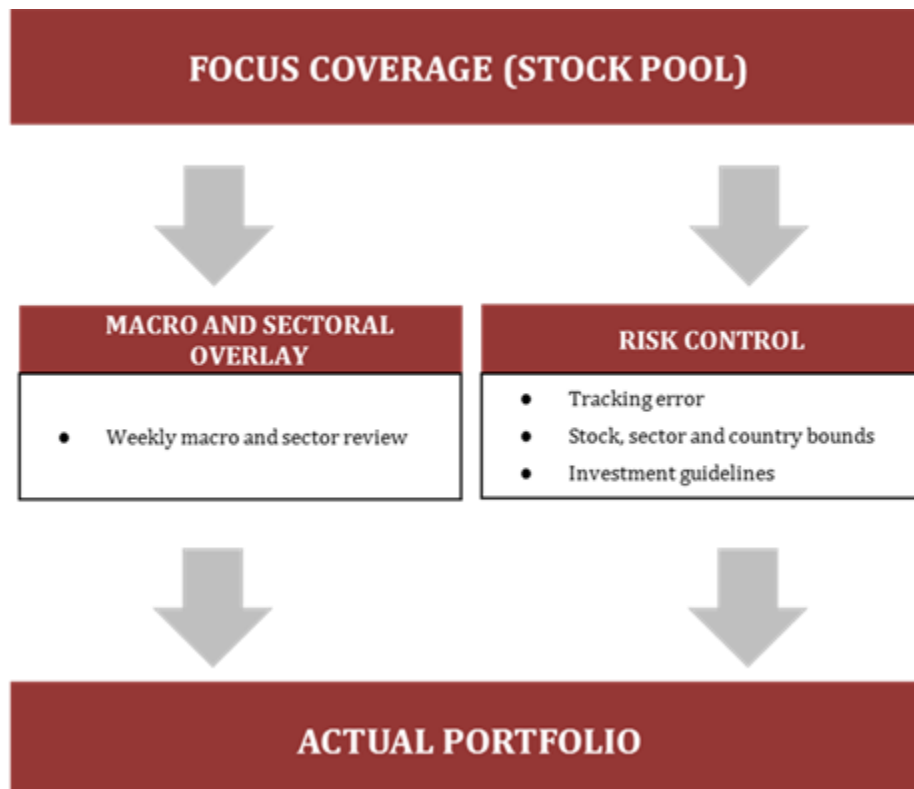 FOCUS COVERAGE (STOCK POOL)
MACRO AND SECTORAL
OVERLAY
● Weekly macro and sector review
RISK CONTROL
● Tracking error
● Stock, sector and country bounds
● Investment guidelines
ACTUAL PORTFOLIO